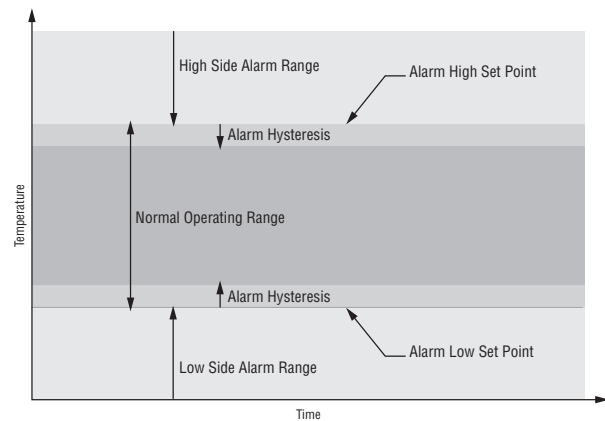 High Side Alarm Range
Alarm High Set Point
Alarm Hysteresis
Temperature
Normal Operating Range
Alarm Hysteresis
Alarm Low Set Point
Low Side Alarm Range
Time